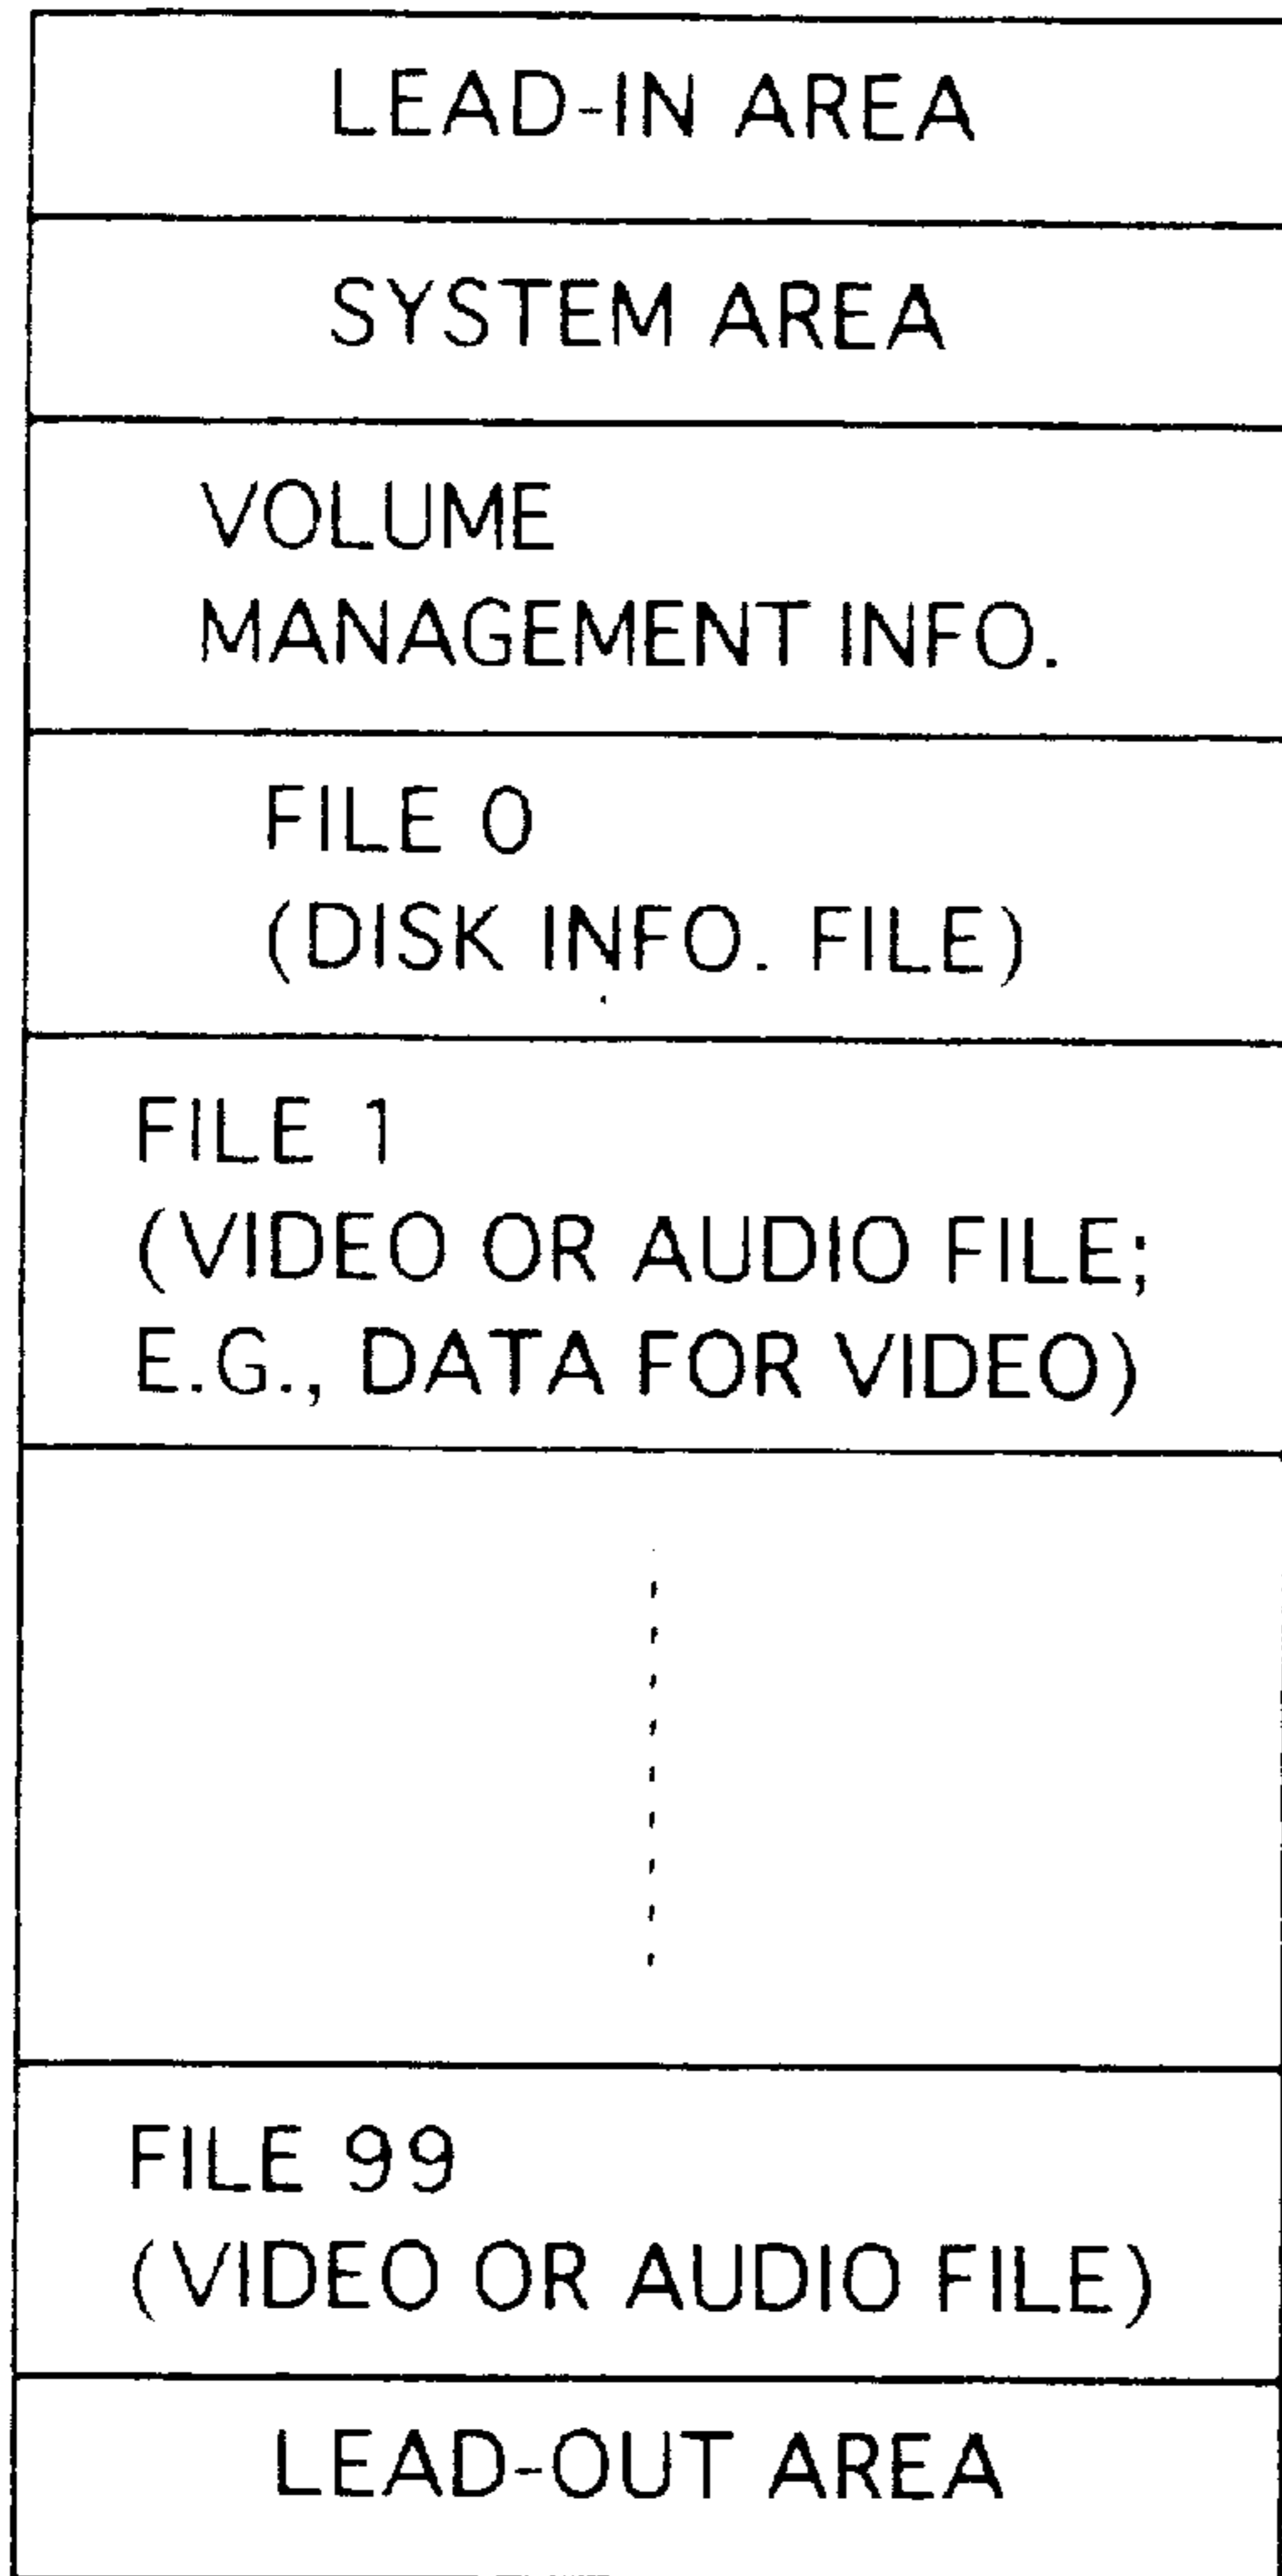 LEAD-IN AREA
SYSTEM AREA
VOLUME
MANAGEMENT INFO.
FILE 0
(DISK INFO. FILE)
FILE 1
(VIDEO OR AUDIO FILE;
E.G., DATA FOR VIDEO)
FILE 99
(VIDEO OR AUDIO FILE)
LEAD-OUT AREA